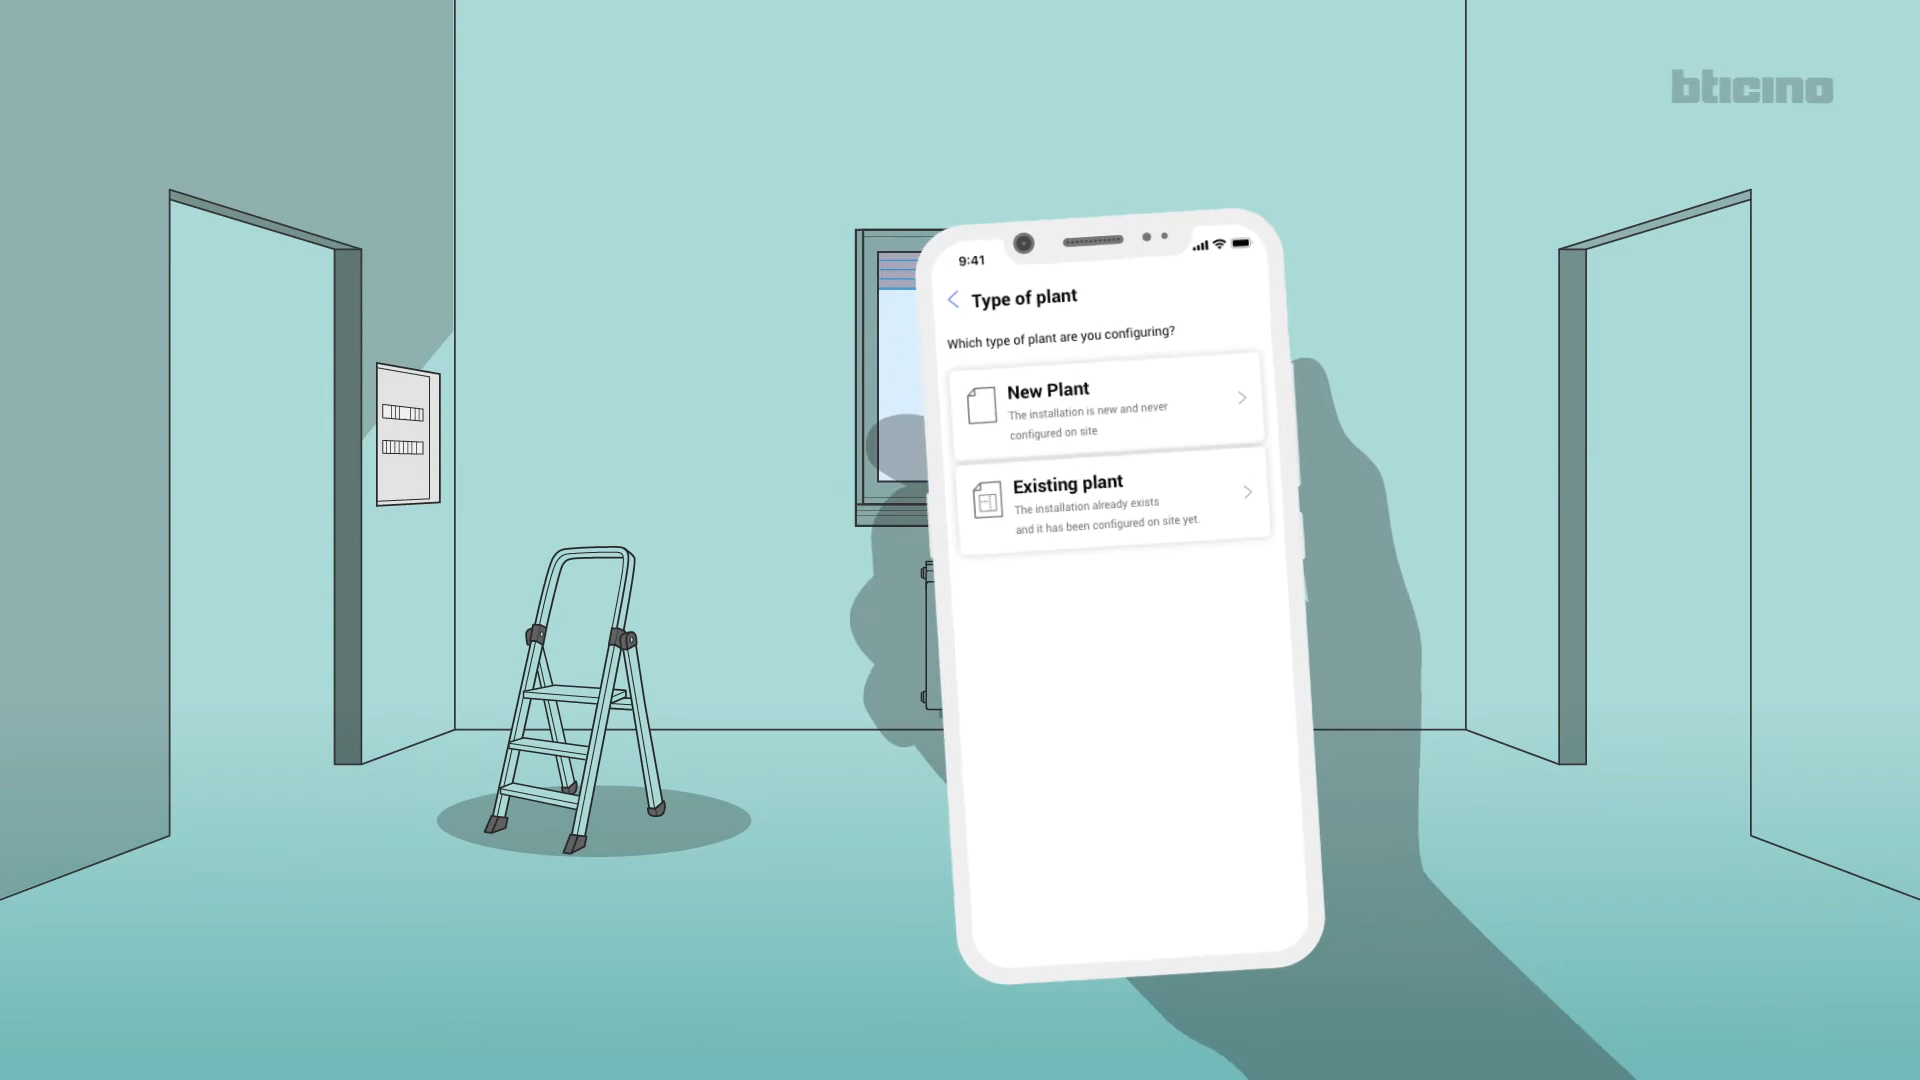 bticino
9:41
Type of plant
Which type of plant are you configuring?
New Plant
The installation is new and never
configured on site
Existing plant
The installation already exists
and it has been configured on site yet.